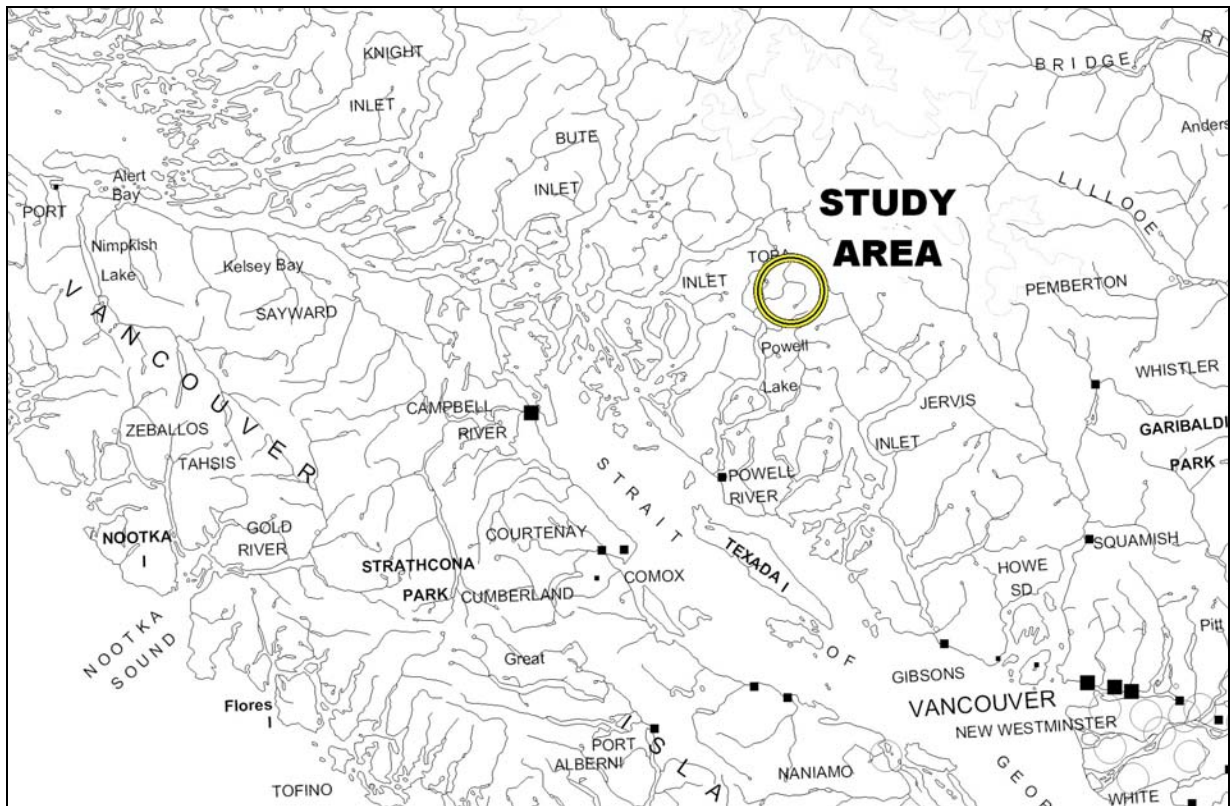 KNIGHT
INLET
BRIDGE
RI
BUTE
INLET
Anders
Alert
Bay
PORT
Nimpkish
Lake
Kelsey Bay
SAYWARD
STUDY
AREA
LILLOOE
TOBA
INLET
PEMBERTON
VANCOUVER
Powell
Lake
WHISTLER
CAMPBELL
RIVER
JERVIS
INLET
ZEBALLOS
TAHSIS
GARIBALDI
PARK
STRAIT
POWELL
RIVER
NOOTKA
I
GOLD
RIVER
COURTENAY
STRATHCONA
PARK
CUMBERLAND
COMOX
TEXADA I
SQUAMISH
HOWE
SD
NOOTKA
SOUND
Pitt
OF
Great
GIBSONS
VANCOUVER
NEW WESTMINSTER
Flores
I
ISLA
PORT
ALBERNI
NANIAMO
GEOR
TOFINO
WHITE